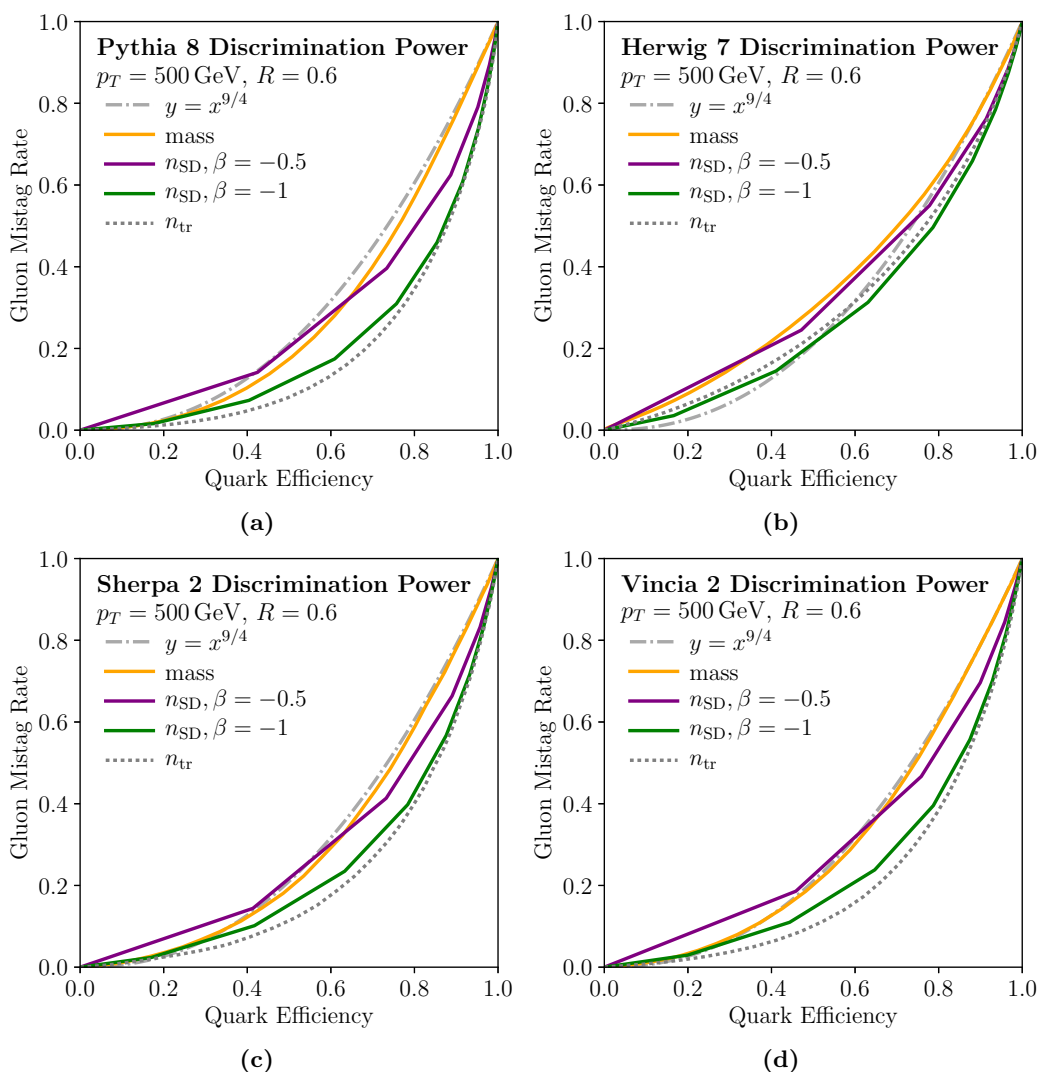 Pythia 8 Discrimination Power
p_T = 500 GeV, R = 0.6
y = x^{9/4}
mass
n_SD, β = −0.5
n_SD, β = −1
n_tr
1.0
0.8
0.6
0.4
0.2
0.0
Gluon Mistag Rate
0.0 0.2 0.4 0.6 0.8 1.0
Quark Efficiency
(a)
Herwig 7 Discrimination Power
p_T = 500 GeV, R = 0.6
y = x^{9/4}
mass
n_SD, β = −0.5
n_SD, β = −1
n_tr
1.0
0.8
0.6
0.4
0.2
0.0
Gluon Mistag Rate
0.0 0.2 0.4 0.6 0.8 1.0
Quark Efficiency
(b)
Sherpa 2 Discrimination Power
p_T = 500 GeV, R = 0.6
y = x^{9/4}
mass
n_SD, β = −0.5
n_SD, β = −1
n_tr
1.0
0.8
0.6
0.4
0.2
0.0
Gluon Mistag Rate
0.0 0.2 0.4 0.6 0.8 1.0
Quark Efficiency
(c)
Vincia 2 Discrimination Power
p_T = 500 GeV, R = 0.6
y = x^{9/4}
mass
n_SD, β = −0.5
n_SD, β = −1
n_tr
1.0
0.8
0.6
0.4
0.2
0.0
Gluon Mistag Rate
0.0 0.2 0.4 0.6 0.8 1.0
Quark Efficiency
(d)